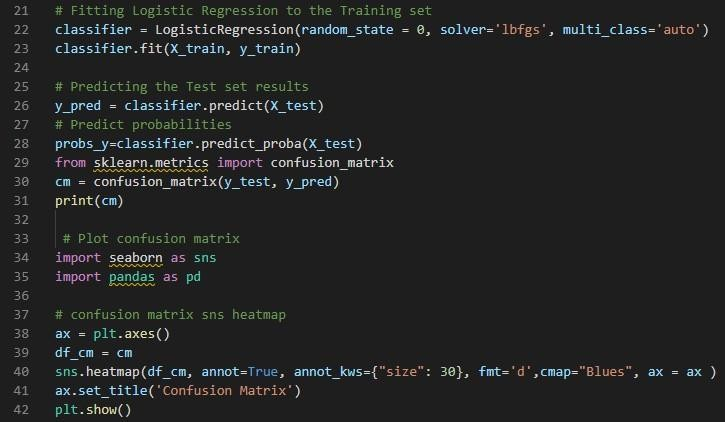 21 # Fitting Logistic Regression to the Training set
22 classifier = LogisticRegression(random_state = 0, solver='lbfgs', multi_class='auto')
23 classifier.fit(X_train, y_train)
24
25 # Predicting the Test set results
26 y_pred = classifier.predict(X_test)
27 # Predict probabilities
28 probs_y=classifier.predict_proba(X_test)
29 from sklearn.metrics import confusion_matrix
30 cm = confusion_matrix(y_test, y_pred)
31 print(cm)
32
33  # Plot confusion matrix
34 import seaborn as sns
35 import pandas as pd
36
37 # confusion matrix sns heatmap
38 ax = plt.axes()
39 df_cm = cm
40 sns.heatmap(df_cm, annot=True, annot_kws={"size": 30}, fmt='d',cmap="Blues", ax = ax )
41 ax.set_title('Confusion Matrix')
42 plt.show()